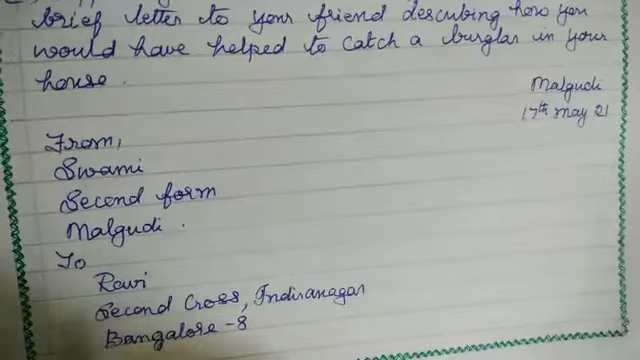 brief letter to your friend describing how you
would have helped to catch a burglar in your
house.
Malgudi
17th May 21
From,
Swami
Second form
Malgudi.
To
Ravi
Second Cross, Indiranagar
Bangalore-8